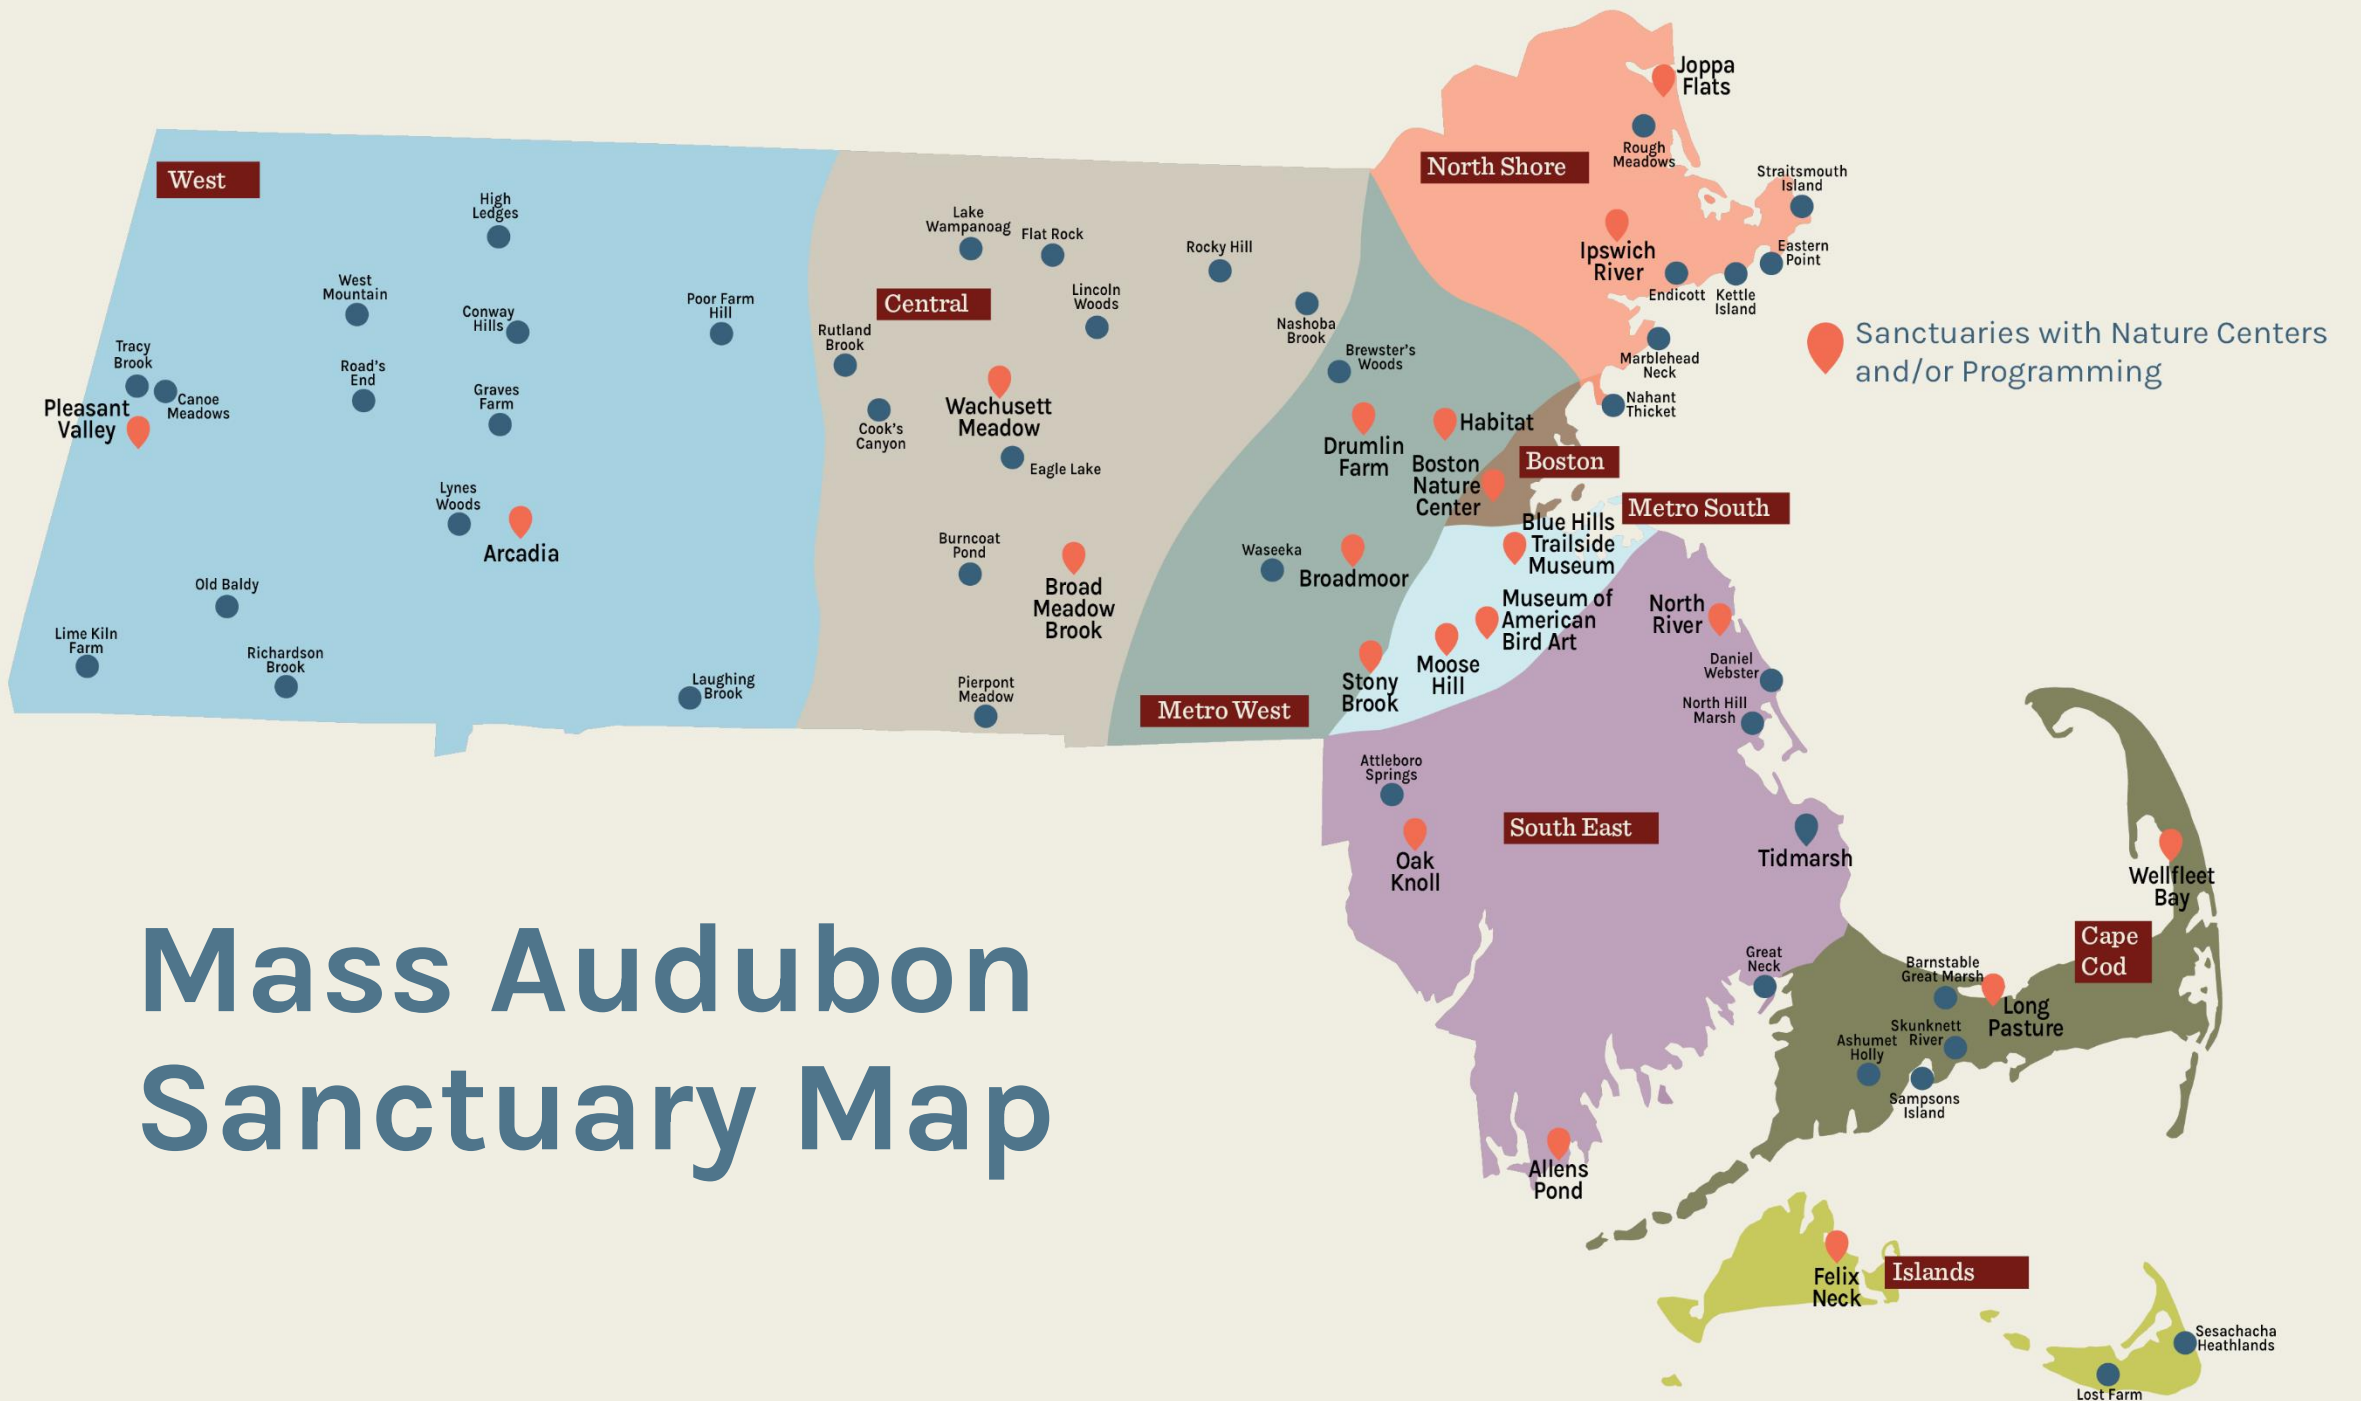 Joppa
Flats
Rough
Meadows
North Shore
Straitsmouth
Island
Ipswich
River
Eastern
Point
Endicott
Kettle
Island
Marblehead
Neck
Nahant
Thicket
Sanctuaries with Nature Centers
and/or Programming
West
High
Ledges
West
Mountain
Conway
Hills
Poor Farm
Hill
Tracy
Brook
Canoe
Meadows
Pleasant
Valley
Road's
End
Graves
Farm
Lynes
Woods
Arcadia
Old Baldy
Lime Kiln
Farm
Richardson
Brook
Laughing
Brook
Central
Lake
Wampanoag
Flat Rock
Rocky Hill
Lincoln
Woods
Nashoba
Brook
Rutland
Brook
Cook's
Canyon
Wachusett
Meadow
Eagle Lake
Burncoat
Pond
Broad
Meadow
Brook
Pierpont
Meadow
Metro West
Brewster's
Woods
Drumlin
Farm
Habitat
Waseeka
Broadmoor
Stony
Brook
Boston
Boston
Nature
Center
Metro South
Blue Hills
Trailside
Museum
Museum of
American
Bird Art
Moose
Hill
South East
North
River
Daniel
Webster
North Hill
Marsh
Attleboro
Springs
Oak
Knoll
Tidmarsh
Great
Neck
Allens
Pond
Cape
Cod
Wellfleet
Bay
Barnstable
Great Marsh
Long
Pasture
Skunknett
River
Ashumet
Holly
Sampsons
Island
Islands
Felix
Neck
Sesachacha
Heathlands
Lost Farm
Mass Audubon
Sanctuary Map